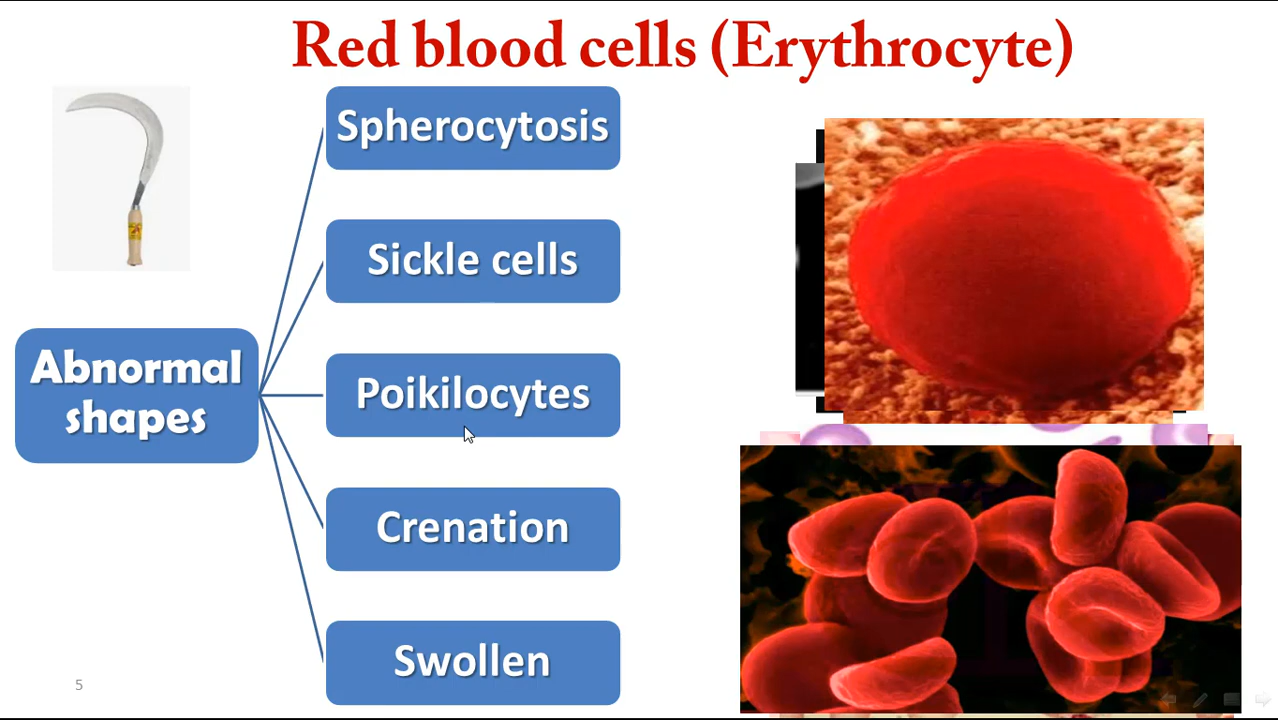 Red blood cells (Erythrocyte)
Spherocytosis
Sickle cells
Abnormal
shapes
Poikilocytes
Crenation
Swollen
5